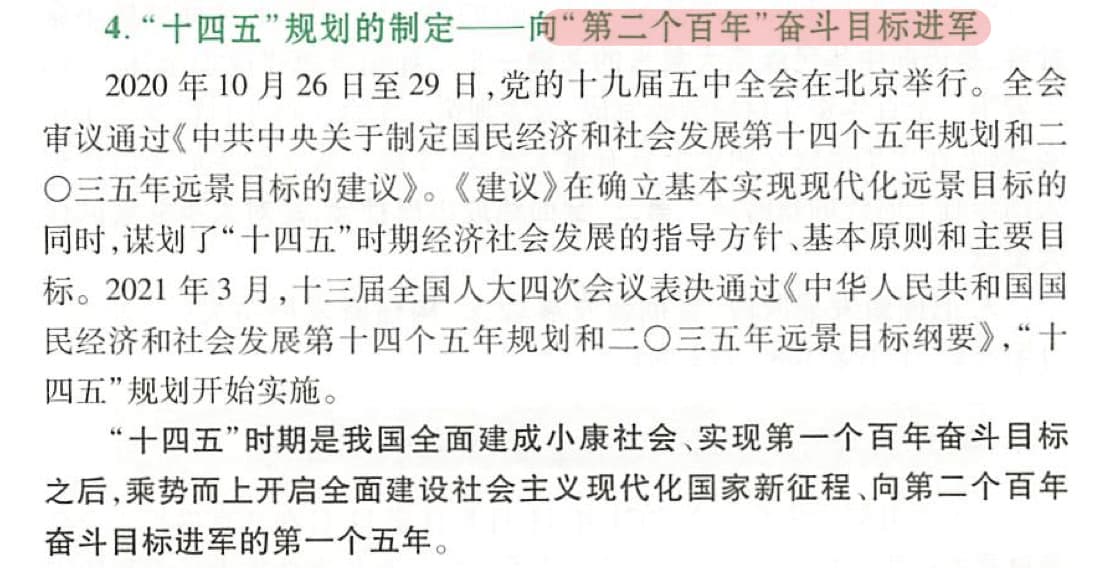 4.“十四五”规划的制定——向“第二个百年”奋斗目标进军
2020 年 10 月 26 日至 29 日,党的十九届五中全会在北京举行。全会
审议通过《中共中央关于制定国民经济和社会发展第十四个五年规划和二
〇三五年远景目标的建议》。《建议》在确立基本实现现代化远景目标的
同时,谋划了“十四五”时期经济社会发展的指导方针、基本原则和主要目
标。2021 年 3 月,十三届全国人大四次会议表决通过《中华人民共和国国
民经济和社会发展第十四个五年规划和二〇三五年远景目标纲要》,“十
四五”规划开始实施。
“十四五”时期是我国全面建成小康社会、实现第一个百年奋斗目标
之后,乘势而上开启全面建设社会主义现代化国家新征程、向第二个百年
奋斗目标进军的第一个五年。